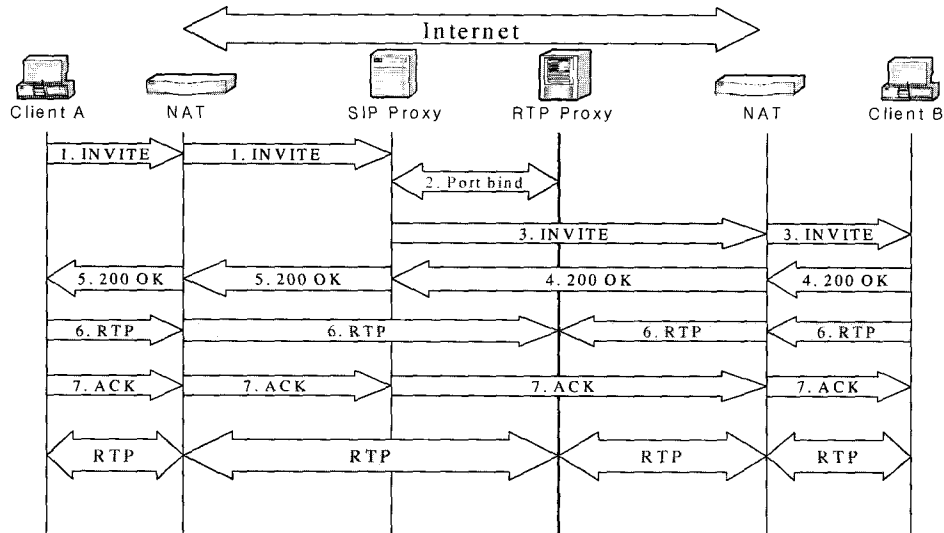 Internet
Client A NAT SIP Proxy RTP Proxy NAT Client B
1. INVITE 1. INVITE
2. Port bind
3. INVITE 3. INVITE
5. 200 OK 5. 200 OK 4. 200 OK 4. 200 OK
6. RTP 6. RTP 6. RTP 6. RTP
7. ACK 7. ACK 7. ACK 7. ACK
RTP RTP RTP RTP